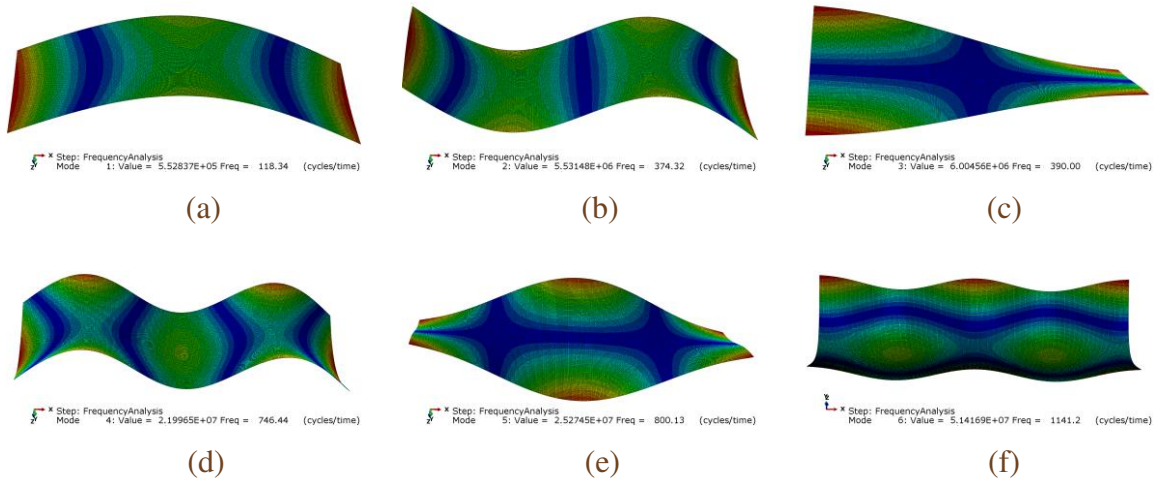 x
z
Step: FrequencyAnalysis
Mode 1: Value = 5.52837E+05 Freq = 118.34 (cycles/time)
(a)
x
z
Step: FrequencyAnalysis
Mode 2: Value = 5.53148E+06 Freq = 374.32 (cycles/time)
(b)
x
z
Step: FrequencyAnalysis
Mode 3: Value = 6.00456E+06 Freq = 390.00 (cycles/time)
(c)
x
z
Step: FrequencyAnalysis
Mode 4: Value = 2.19965E+07 Freq = 746.44 (cycles/time)
(d)
x
z
Step: FrequencyAnalysis
Mode 5: Value = 2.52745E+07 Freq = 800.13 (cycles/time)
(e)
x
Step: FrequencyAnalysis
Mode 6: Value = 5.14169E+07 Freq = 1141.2 (cycles/time)
(f)